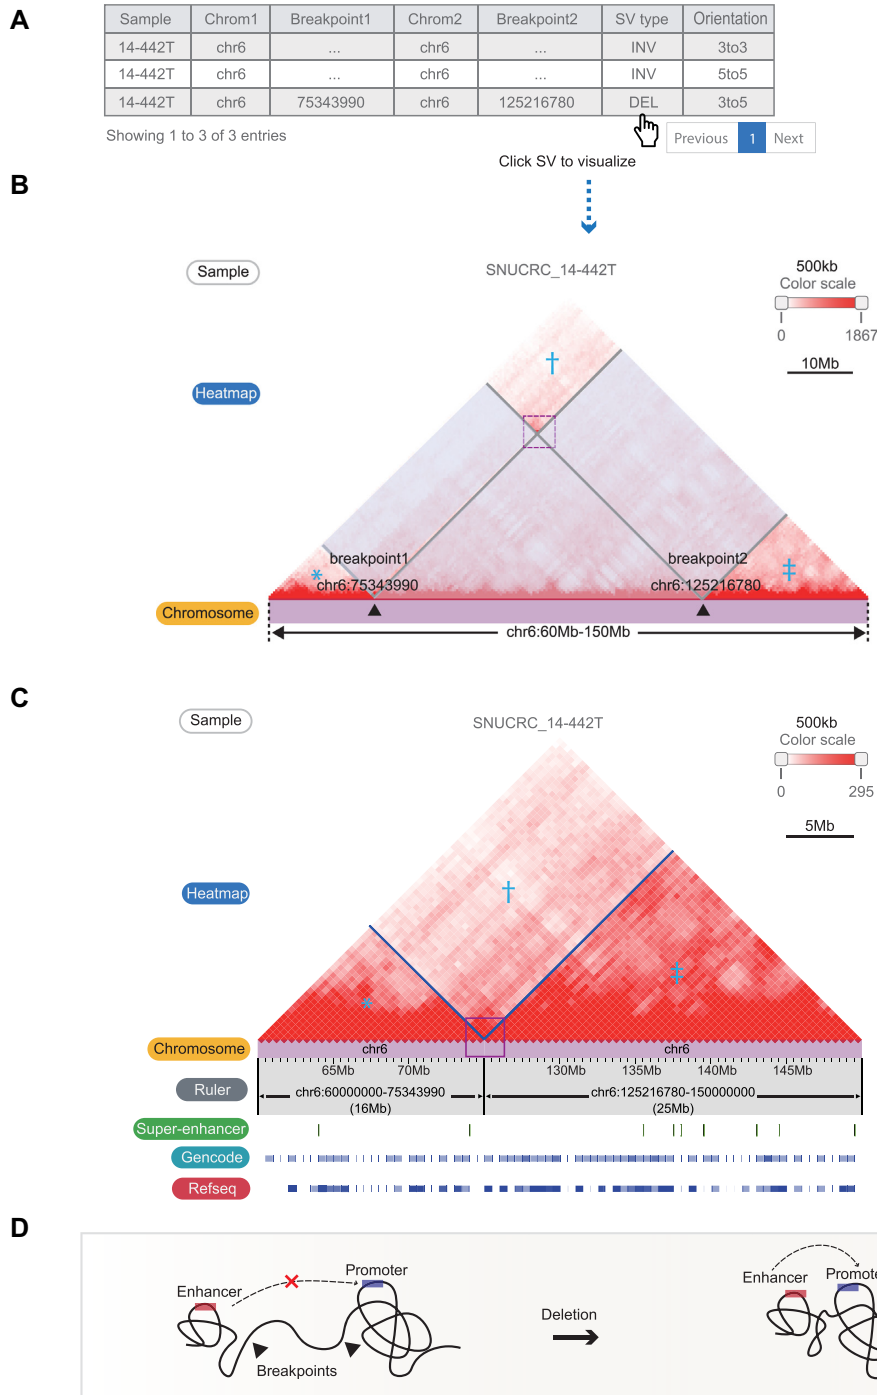 A
Sample Chrom1 Breakpoint1 Chrom2 Breakpoint2 SV type Orientation
14-442T chr6 ... chr6 ... INV 3to3
14-442T chr6 ... chr6 ... INV 5to5
14-442T chr6 75343990 chr6 125216780 DEL 3to5
Showing 1 to 3 of 3 entries
Previous 1 Next
Click SV to visualize
B
Sample
SNUCRC_14-442T
500kb
Color scale
0 1867
10Mb
†
Heatmap
breakpoint1 breakpoint2
* ‡
chr6:75343990 chr6:125216780
Chromosome
chr6:60Mb-150Mb
C
Sample
SNUCRC_14-442T
500kb
Color scale
0 295
5Mb
Heatmap
†
‡
*
Chromosome chr6 chr6
65Mb 70Mb 130Mb 135Mb 140Mb 145Mb
Ruler
chr6:60000000-75343990 chr6:125216780-150000000
(16Mb) (25Mb)
Super-enhancer
Gencode
Refseq
D
Enhancer Promoter
Breakpoints
Deletion
Enhancer Promote